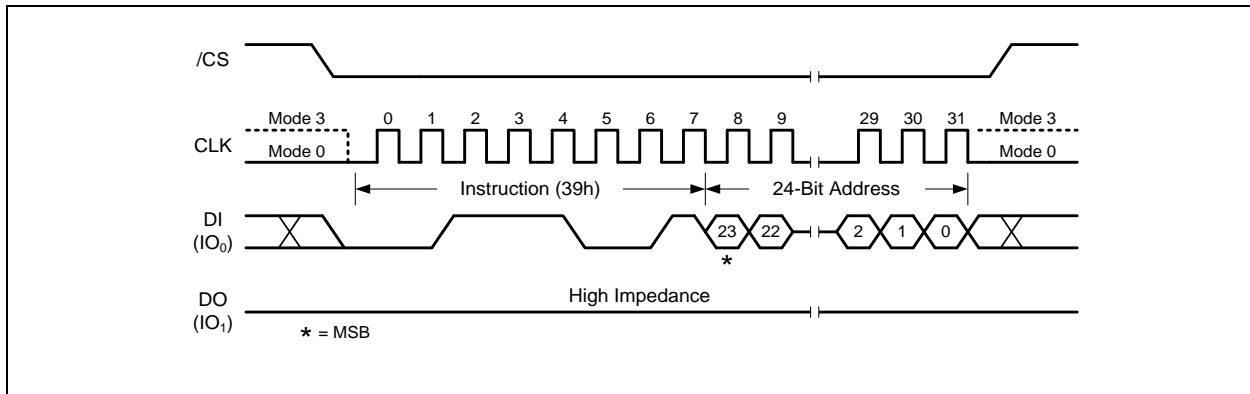 /CS
CLK
Mode 3
Mode 0
0 1 2 3 4 5 6 7 8 9 29 30 31
Mode 3
Mode 0
Instruction (39h)
24-Bit Address
DI
(IO₀)
23 22 2 1 0
*
DO
(IO₁)
High Impedance
* = MSB